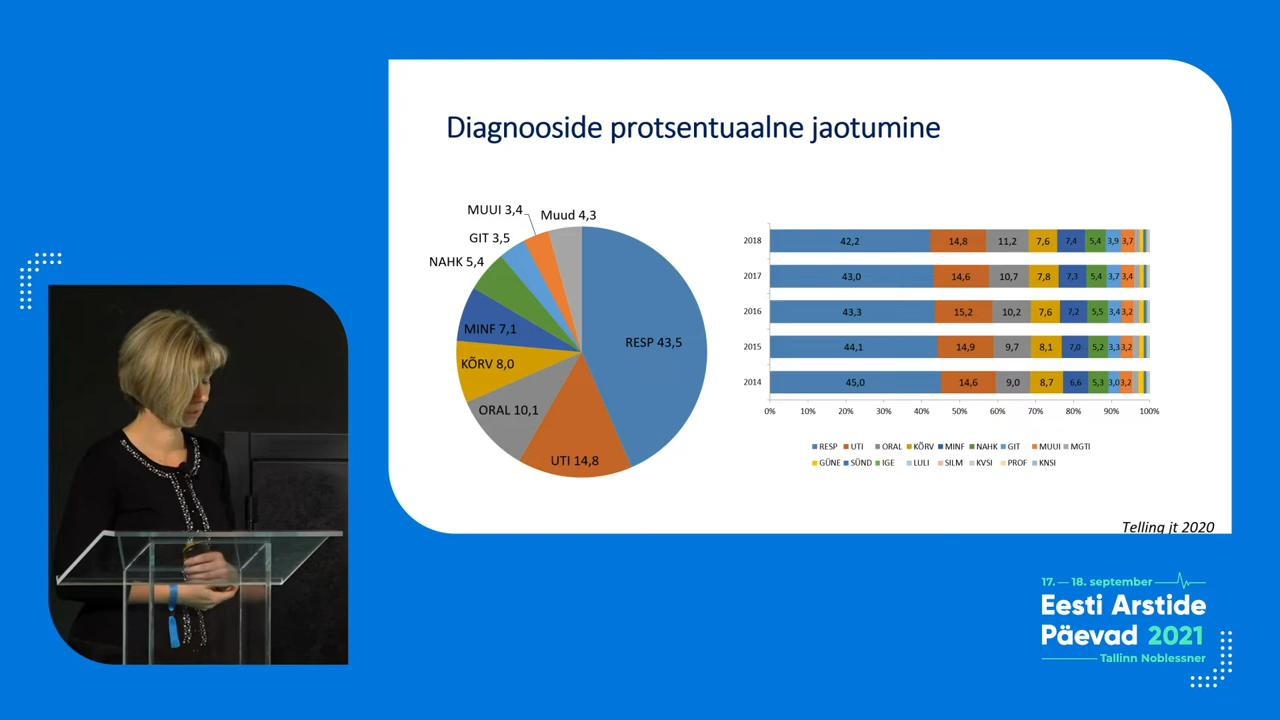 Diagnooside protsentuaalne jaotumine
MUUI 3,4
Muud 4,3
GIT 3,5
NAHK 5,4
MINF 7,1
KÕRV 8,0
ORAL 10,1
UTI 14,8
RESP 43,5
2018 42,2 14,8 11,2 7,6 7,4 5,4 3,9 3,7
2017 43,0 14,6 10,7 7,8 7,3 5,4 3,7 3,4
2016 43,3 15,2 10,2 7,6 7,2 5,5 3,4 3,2
2015 44,1 14,9 9,7 8,1 7,0 5,2 3,3 3,2
2014 45,0 14,6 9,0 8,7 6,6 5,3 3,0 3,2
0% 10% 20% 30% 40% 50% 60% 70% 80% 90% 100%
RESP UTI ORAL KÕRV MINF NAHK GIT MUUI MGTI
GÜNE SÜND IGE LULI SILM KVSI PROF KNSI
Telling jt 2020
17. — 18. september
Eesti Arstide
Päevad 2021
Tallinn Noblessner